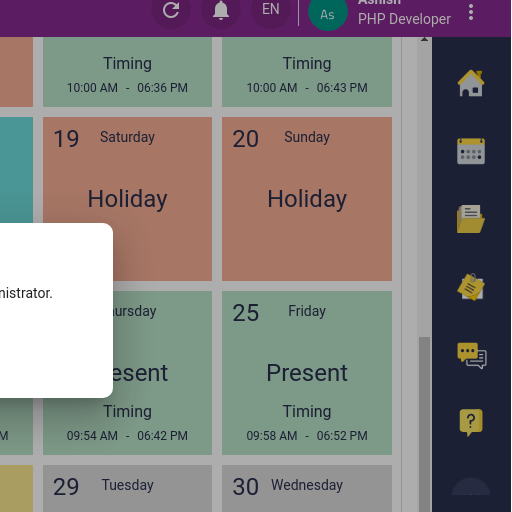 Ashish
EN
As
PHP Developer
Timing
Timing
10:00 AM - 06:36 PM
10:00 AM - 06:43 PM
19 Saturday
20 Sunday
Holiday
Holiday
nistrator.
ursday
25 Friday
esent
Present
Timing
Timing
M
09:54 AM - 06:42 PM
09:58 AM - 06:52 PM
29 Tuesday
30 Wednesday